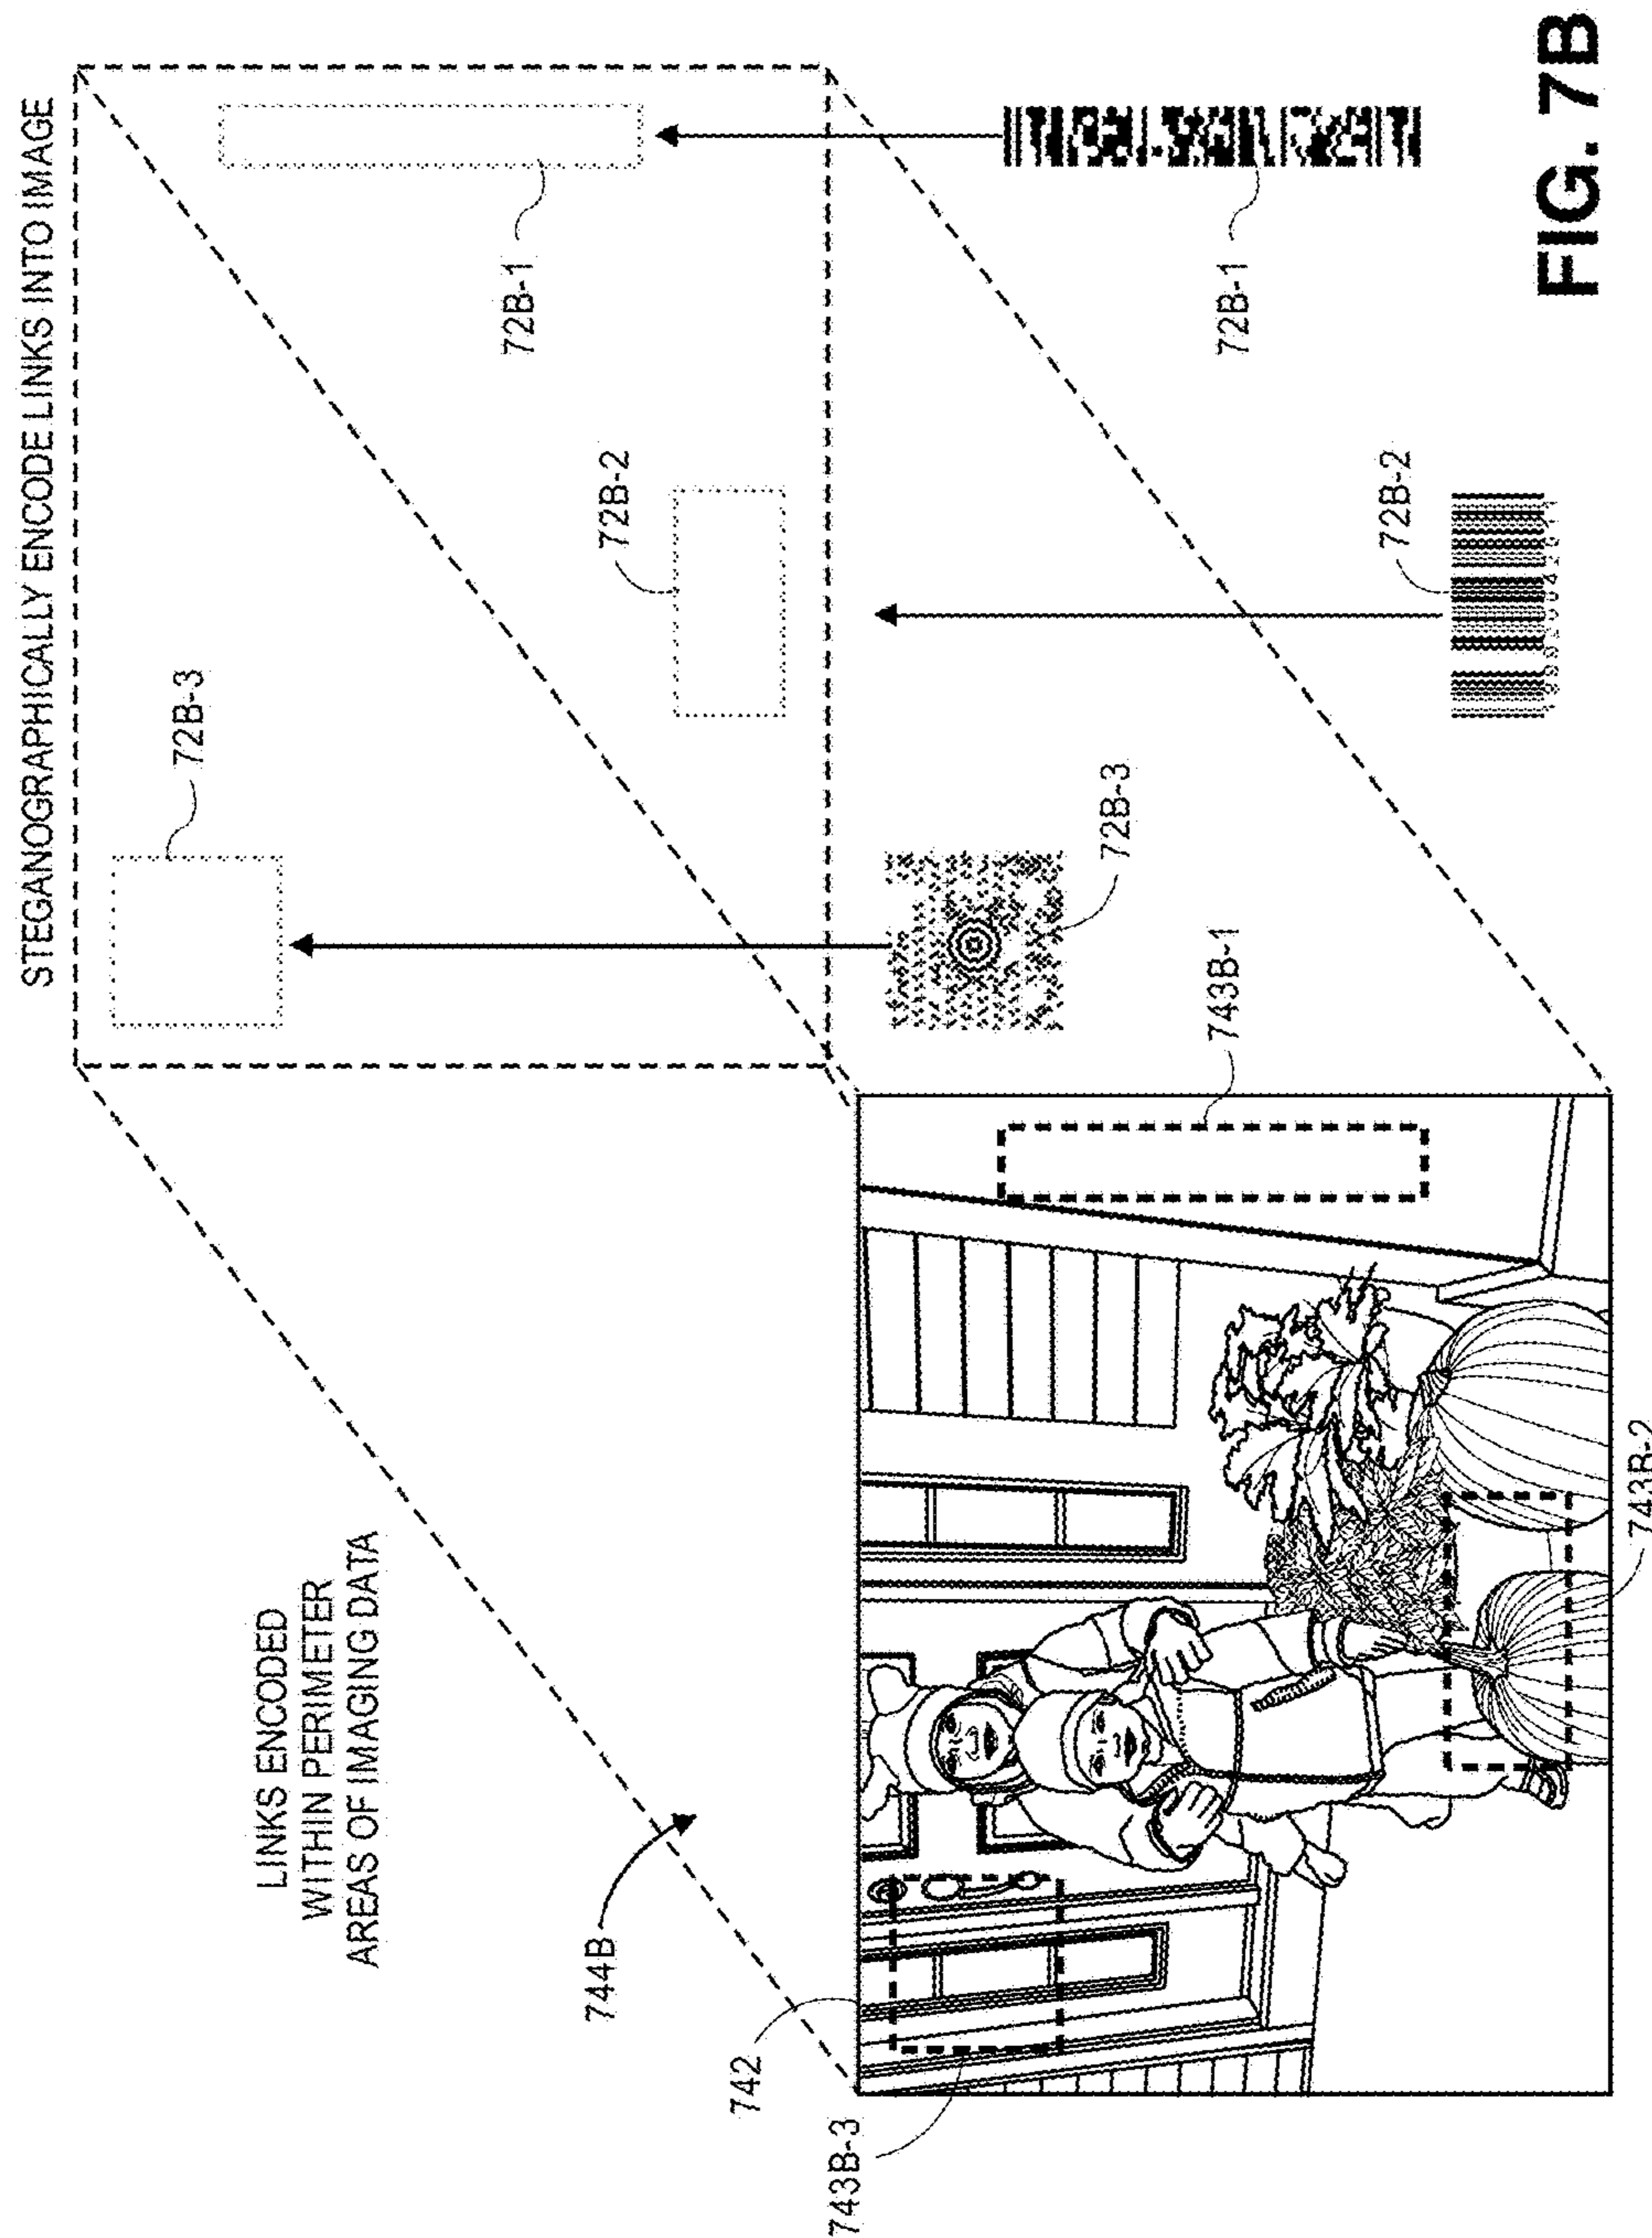 STEGANOGRAPHICALLY ENCODE LINKS INTO IMAGE
LINKS ENCODED
WITHIN PERIMETER
AREAS OF IMAGING DATA
744B
72B-3
72B-2
72B-1
742
743B-3
72B-3
743B-1
72B-2
72B-1
743B-2
FIG. 7B